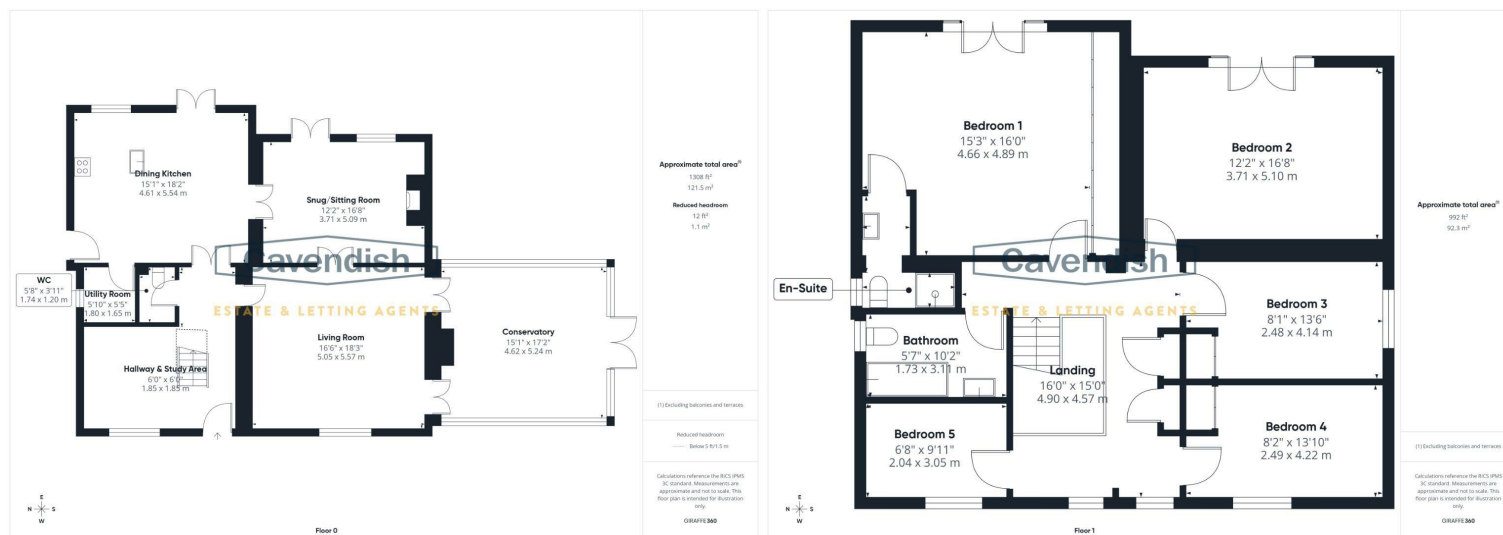 Dining Kitchen
15'1" x 18'2"
4.61 x 5.54 m
Snug/Sitting Room
12'2" x 16'8"
3.71 x 5.09 m
WC
5'8" x 3'11"
1.74 x 1.20 m
Utility Room
5'10" x 5'5"
1.80 x 1.65 m
Cavendish
ESTATE & LETTING AGENTS
Living Room
16'6" x 18'3"
5.05 x 5.57 m
Conservatory
15'1" x 17'2"
4.62 x 5.24 m
Hallway & Study Area
6'0" x 6'0"
1.85 x 1.85 m
E
N S
W
Floor 0
Approximate total area(1)
1308 ft²
121.5 m²
Reduced headroom
12 ft²
1.1 m²
(1) Excluding balconies and terraces
Reduced headroom
Below 5 ft/1.5 m
Calculations reference the RICS IPMS
3C standard. Measurements are
approximate and not to scale. This
floor plan is intended for illustration
only.
GIRAFFE360
Bedroom 1
15'3" x 16'0"
4.66 x 4.89 m
Bedroom 2
12'2" x 16'8"
3.71 x 5.10 m
Cavendish
ESTATE & LETTING AGENTS
En-Suite
Bedroom 3
8'1" x 13'6"
2.48 x 4.14 m
Bathroom
5'7" x 10'2"
1.73 x 3.11 m
Landing
16'0" x 15'0"
4.90 x 4.57 m
Bedroom 5
6'8" x 9'11"
2.04 x 3.05 m
Bedroom 4
8'2" x 13'10"
2.49 x 4.22 m
E
N S
W
Floor 1
Approximate total area(1)
992 ft²
92.3 m²
(1) Excluding balconies and terraces
Calculations reference the RICS IPMS
3C standard. Measurements are
approximate and not to scale. This
floor plan is intended for illustration
only.
GIRAFFE360